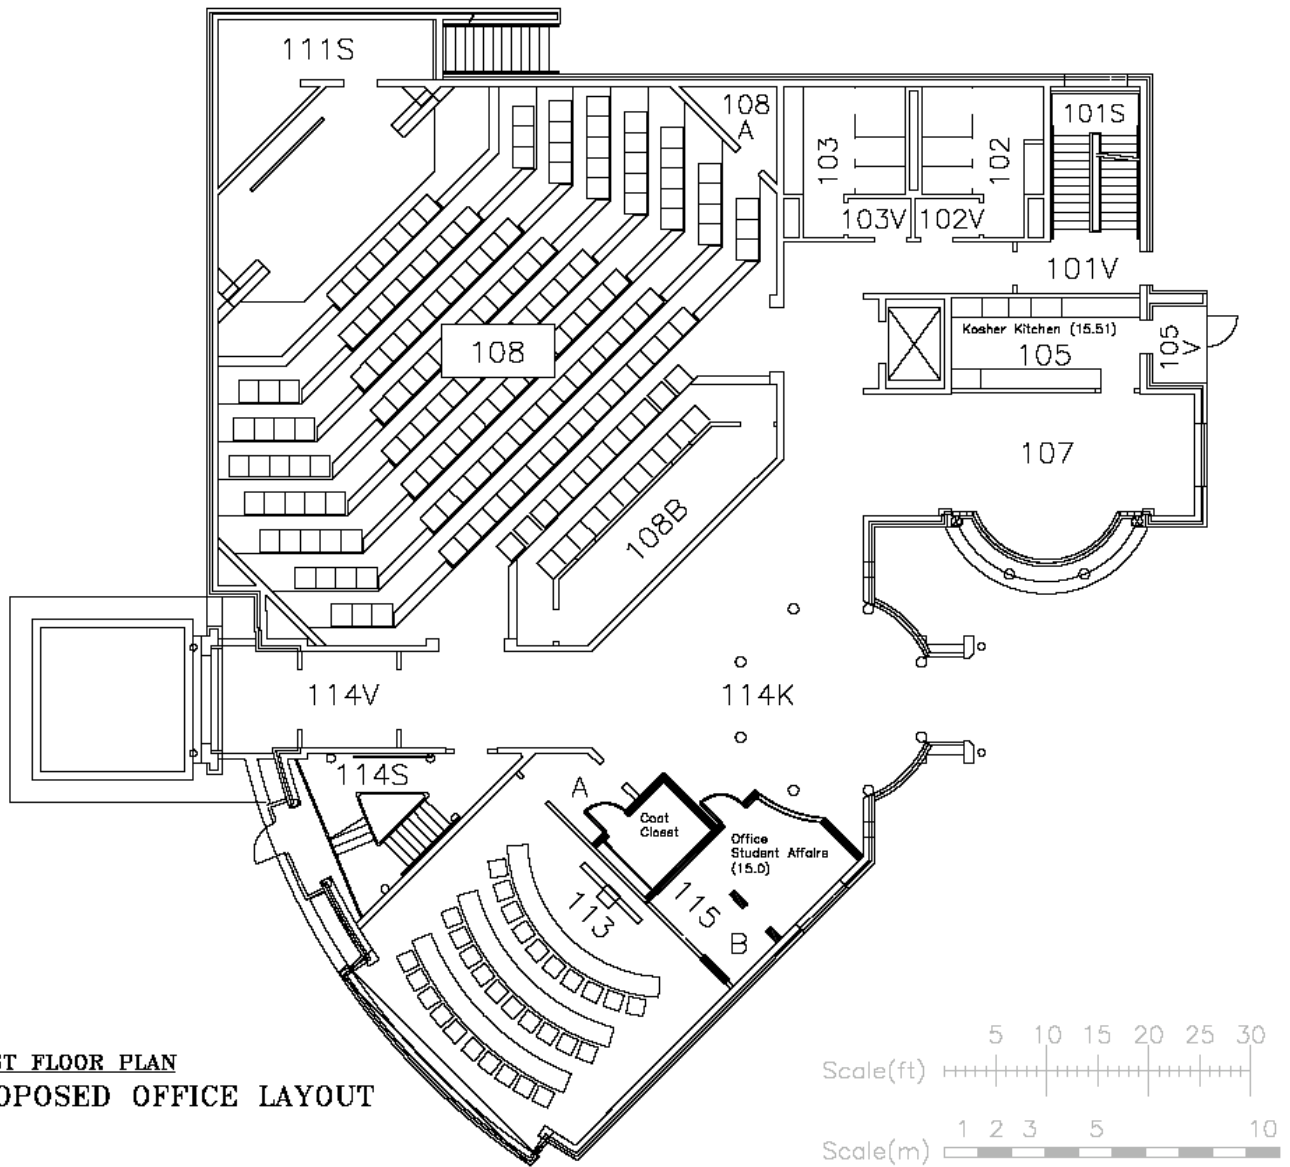 111S
108
A
101S
103
102
103V
102V
101V
Kosher Kitchen (15.51)
105
105
V
108
107
108B
114V
114K
114S
A
Coat
Closet
Office
Student Affairs
(15.0)
113
115
B
ST FLOOR PLAN
OPOSED OFFICE LAYOUT
5 10 15 20 25 30
Scale(ft)
1 2 3 5 10
Scale(m)